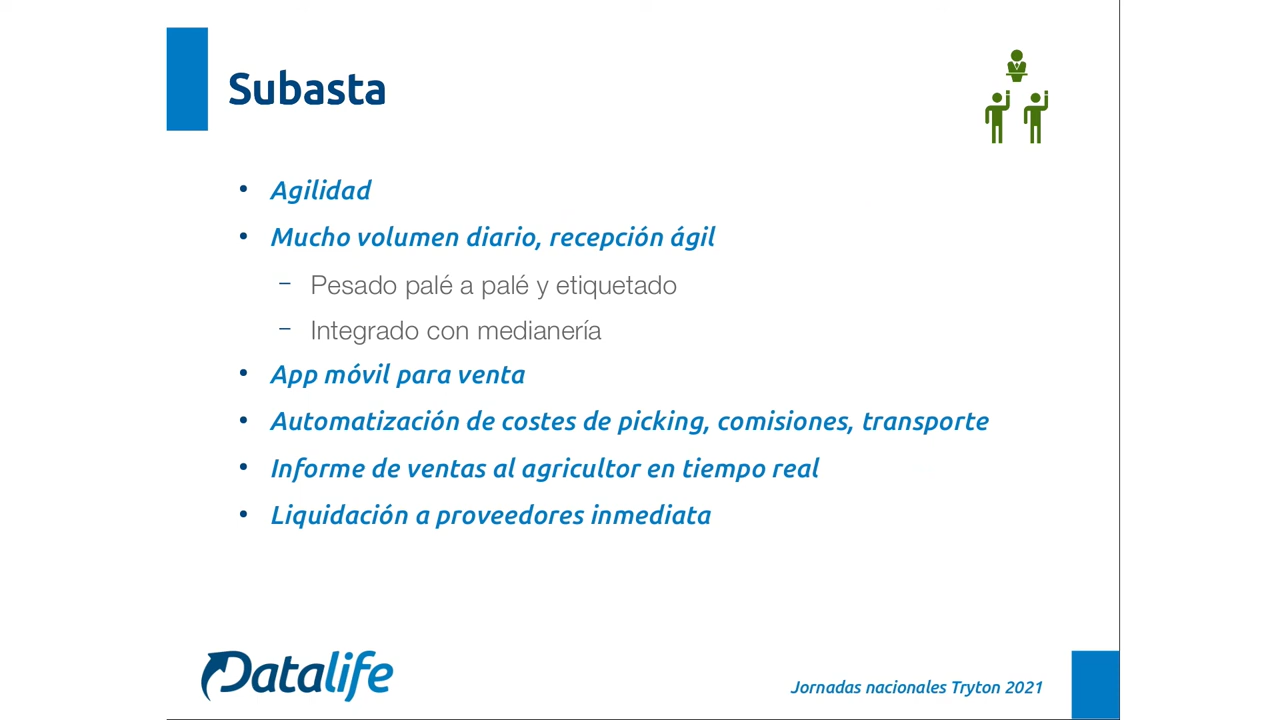 Subasta
• Agilidad
• Mucho volumen diario, recepción ágil
– Pesado palé a palé y etiquetado
– Integrado con medianería
• App móvil para venta
• Automatización de costes de picking, comisiones, transporte
• Informe de ventas al agricultor en tiempo real
• Liquidación a proveedores inmediata
Datalife
Jornadas nacionales Tryton 2021